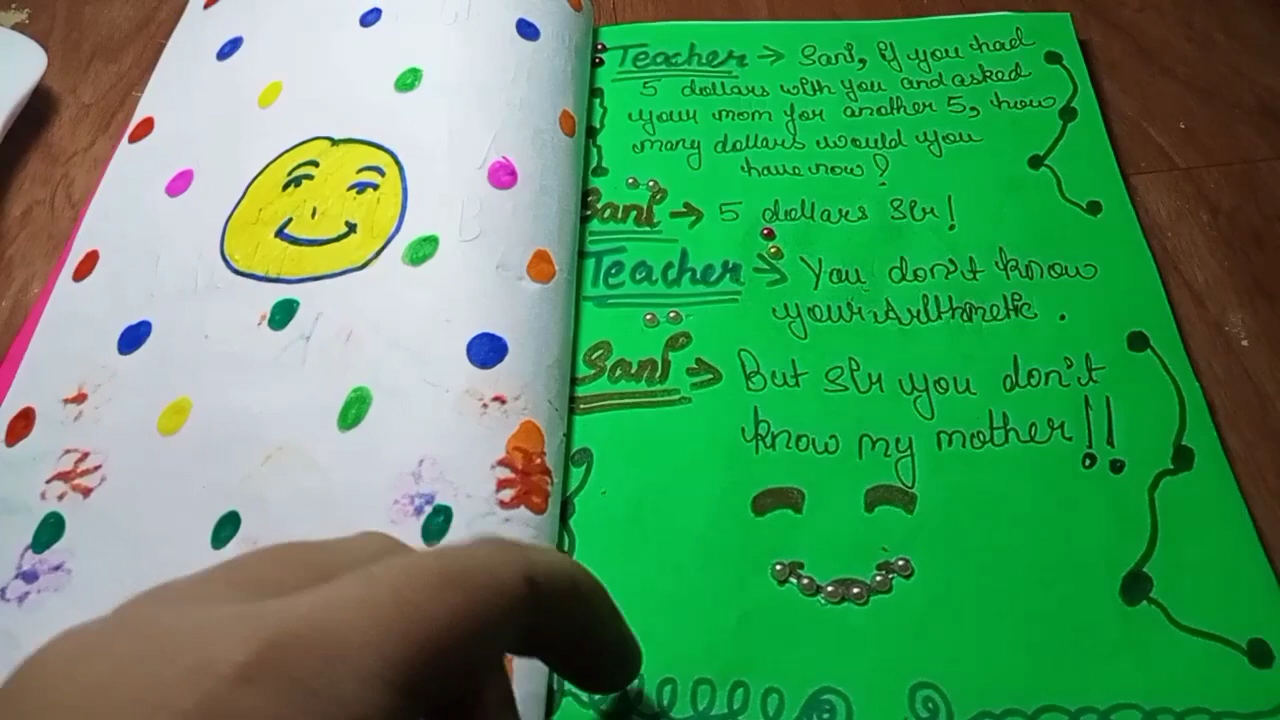 Teacher → Sani, if you had
5 dollars with you and asked
your mom for another 5, how
many dollars would you
have now?
Sani → 5 dollars Sir!
Teacher → You don't know
your Arithmetic.
Sani → But Sir you don't
know my mother!!